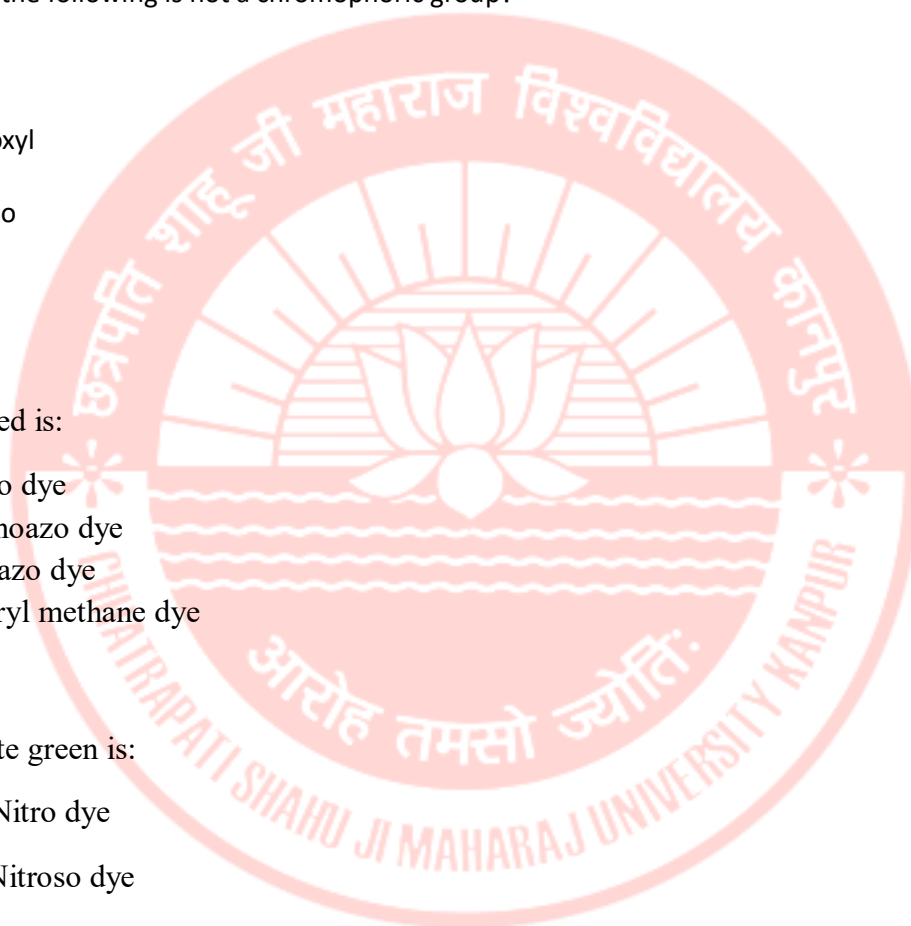 the following is not a chromophoric group?
oxyl
o
ed is:
o dye
noazo dye
azo dye
ryl methane dye
te green is:
Nitro dye
Nitroso dye
छत्रपति शाहू जी महाराज विश्वविद्यालय कानपुर
आरोह तमसो ज्योतिः
CHHATRAPATI SHAHU JI MAHARAJ UNIVERSITY KANPUR